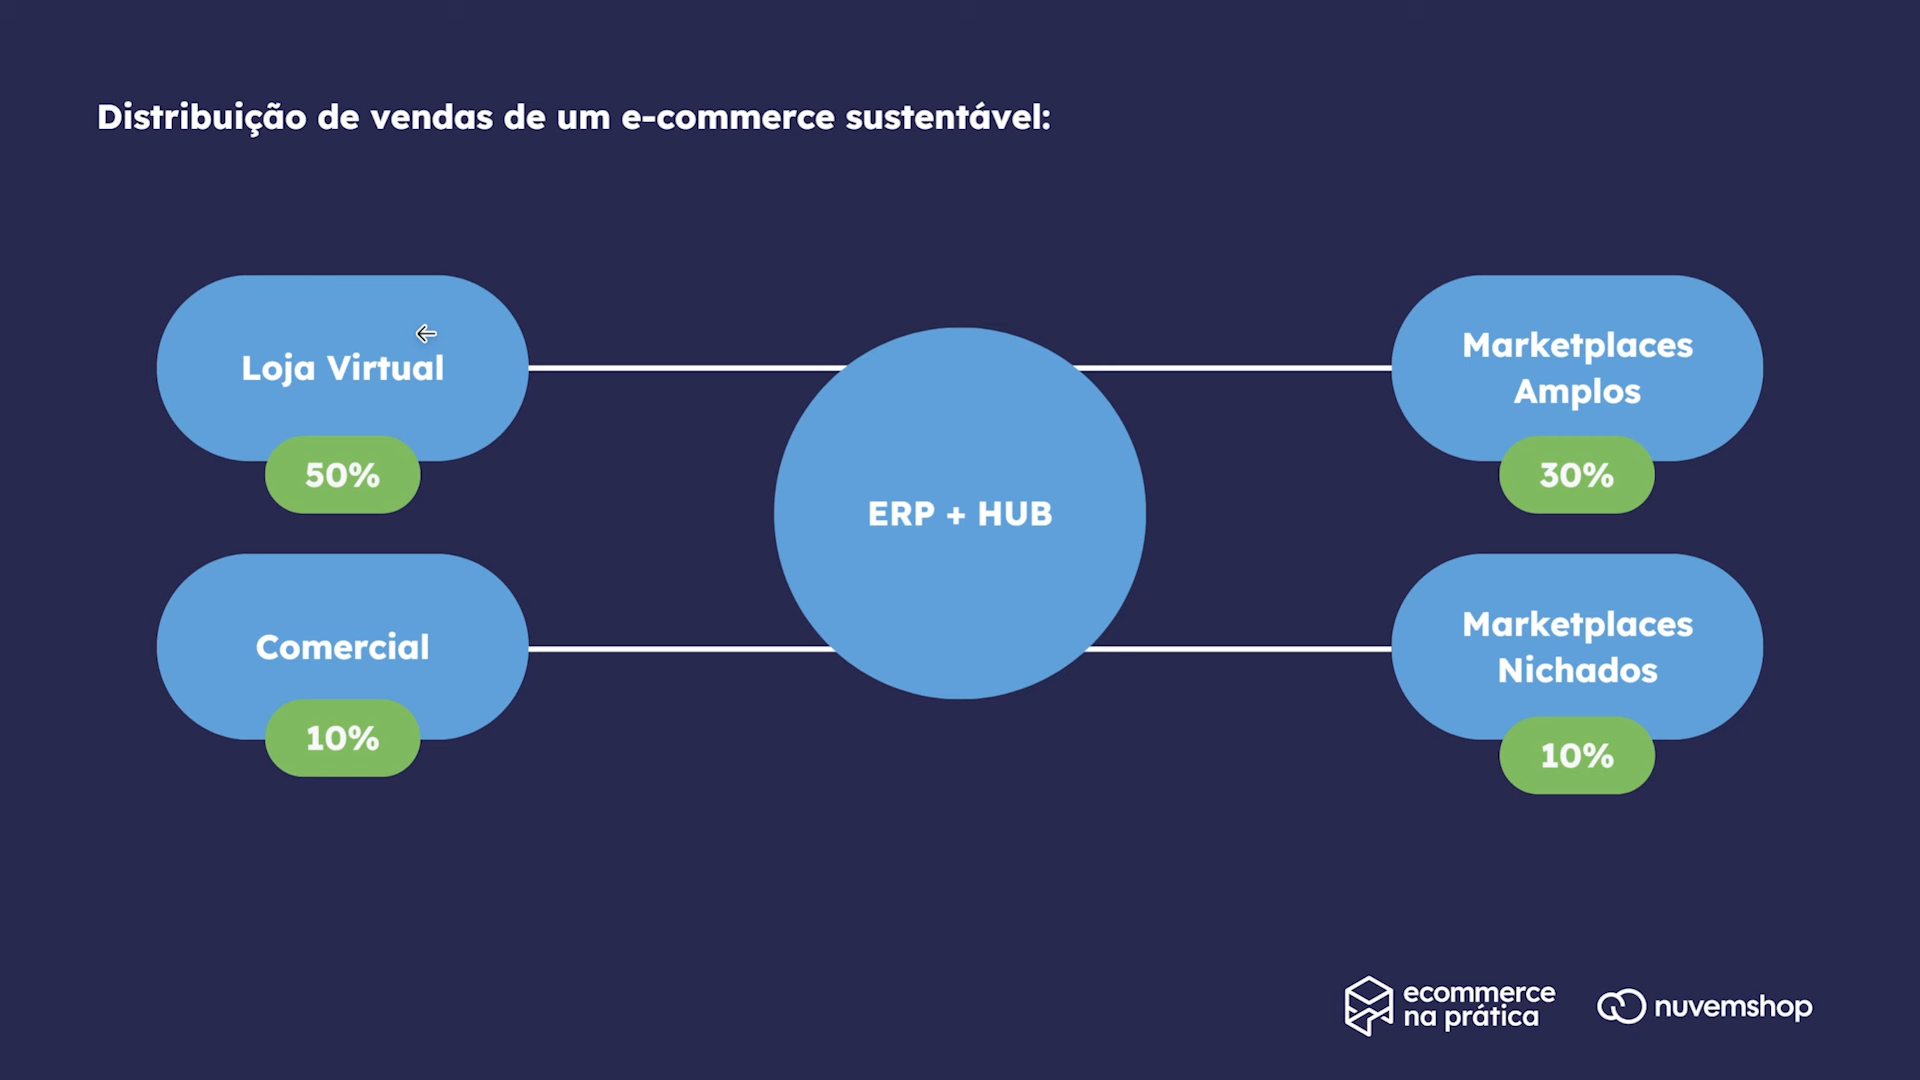 Distribuição de vendas de um e-commerce sustentável:
Loja Virtual
50%
Comercial
10%
ERP + HUB
Marketplaces
Amplos
30%
Marketplaces
Nichados
10%
ecommerce
na prática
nuvemshop